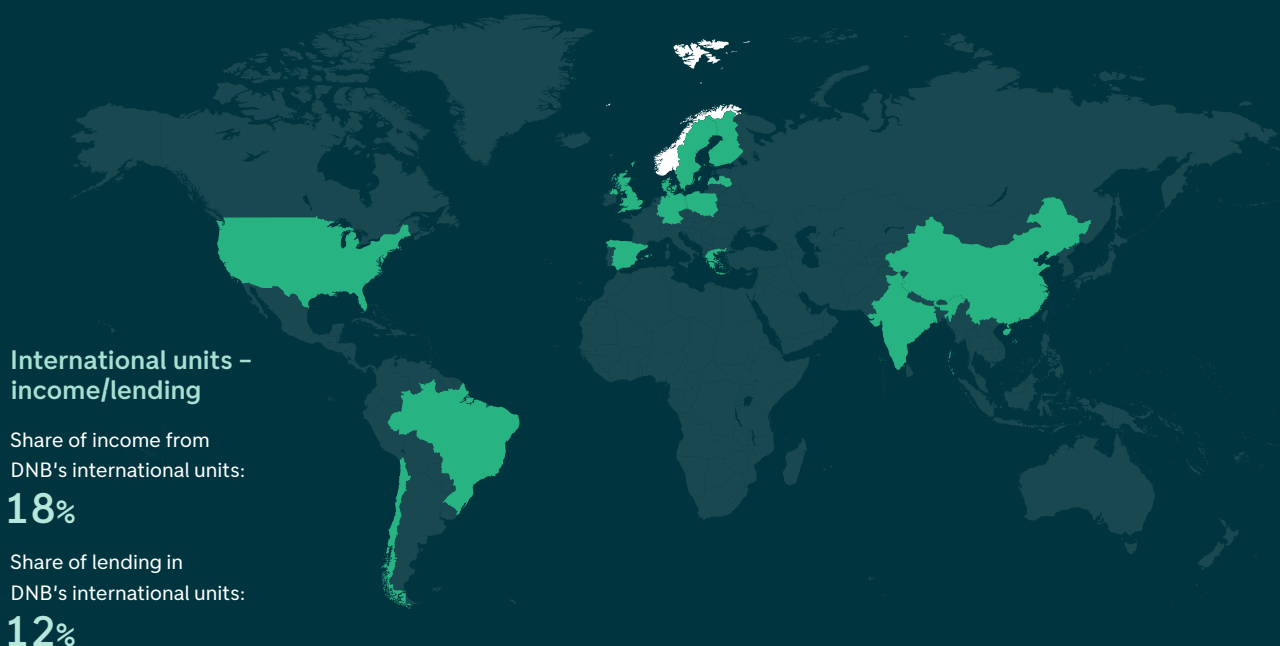 International units –
income/lending
Share of income from
DNB's international units:
18%
Share of lending in
DNB's international units:
12%